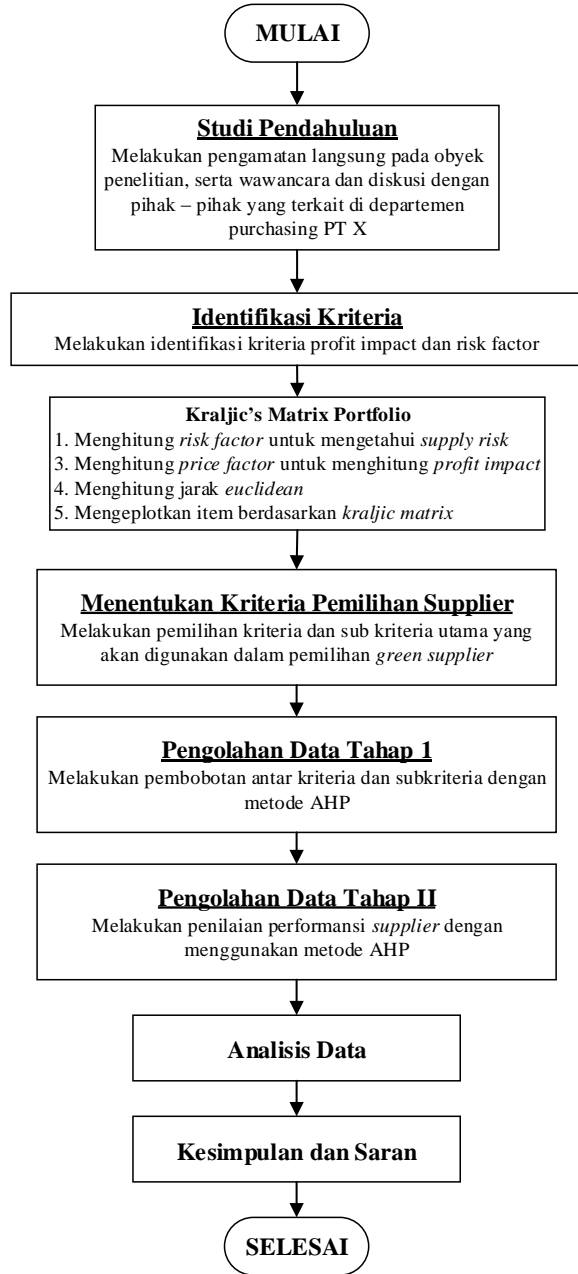 MULAI
Studi Pendahuluan
Melakukan pengamatan langsung pada obyek
penelitian, serta wawancara dan diskusi dengan
pihak – pihak yang terkait di departemen
purchasing PT X
Identifikasi Kriteria
Melakukan identifikasi kriteria profit impact dan risk factor
Kraljic's Matrix Portfolio
1. Menghitung risk factor untuk mengetahui supply risk
3. Menghitung price factor untuk menghitung profit impact
4. Menghitung jarak euclidean
5. Mengeplotkan item berdasarkan kraljic matrix
Menentukan Kriteria Pemilihan Supplier
Melakukan pemilihan kriteria dan sub kriteria utama yang
akan digunakan dalam pemilihan green supplier
Pengolahan Data Tahap 1
Melakukan pembobotan antar kriteria dan subkriteria dengan
metode AHP
Pengolahan Data Tahap II
Melakukan penilaian performansi supplier dengan
menggunakan metode AHP
Analisis Data
Kesimpulan dan Saran
SELESAI